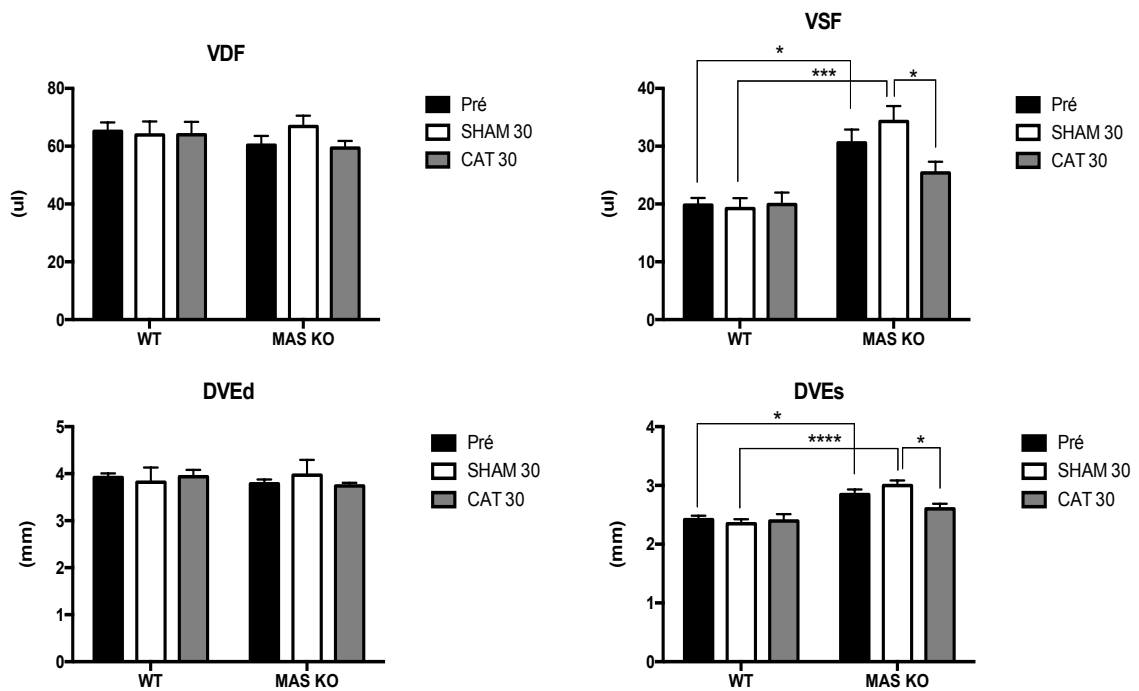 VDF
80
60
40
20
0
(ul)
WT
MAS KO
Pré
SHAM 30
CAT 30
VSF
*
***
*
40
30
20
10
0
(ul)
WT
MAS KO
Pré
SHAM 30
CAT 30
DVEd
5
4
3
2
1
0
(mm)
WT
MAS KO
Pré
SHAM 30
CAT 30
DVEs
*
****
*
4
3
2
1
0
(mm)
WT
MAS KO
Pré
SHAM 30
CAT 30